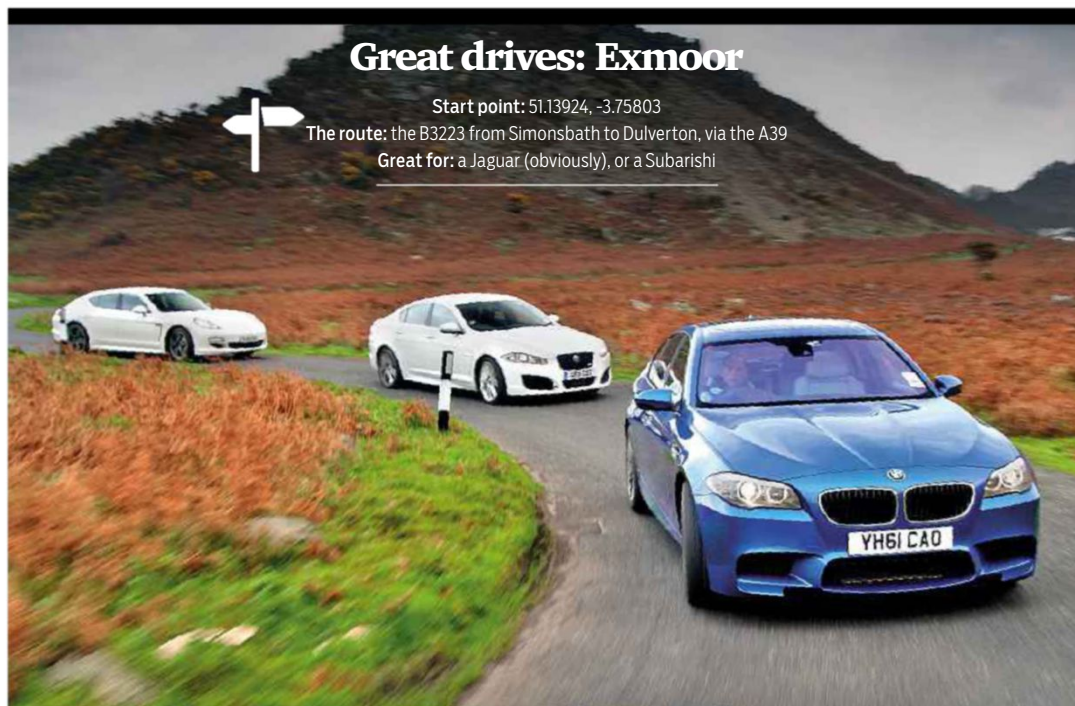 Great drives: Exmoor
Start point: 51.13924, -3.75803
The route: the B3223 from Simonsbath to Dulverton, via the A39
Great for: a Jaguar (obviously), or a Subarishi
YH61 CAO